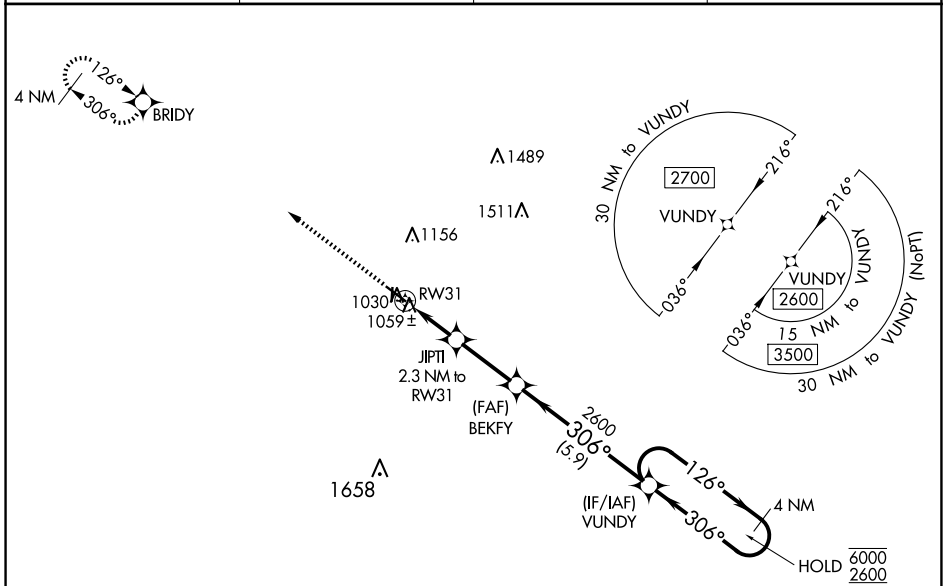 4 NM
126°
306°
BRIDY
1489
1511
1156
1030
RW31
1059 ±
JIPTI
2.3 NM to
RW31
(FAF)
BEKFY
2600
306°
(5.9)
1658
(IF/IAF)
VUNDY
126°
306°
4 NM
HOLD 6000
2600
30 NM to VUNDY
216°
2700
VUNDY
036°
216°
VUNDY
2600
15 NM to VUNDY
036°
3500
30 NM to VUNDY (NoPT)